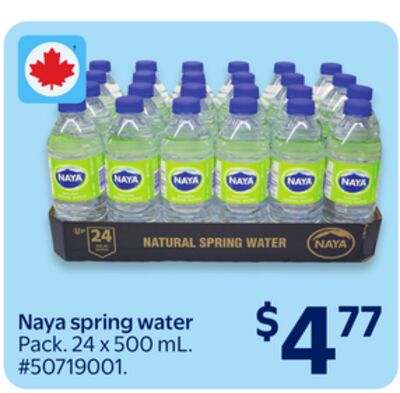 NAYA NAYA NAYA NAYA NAYA NAYA
24
NATURAL SPRING WATER
NAYA
Naya spring water
Pack. 24 x 500 mL.
#50719001.
$4 77